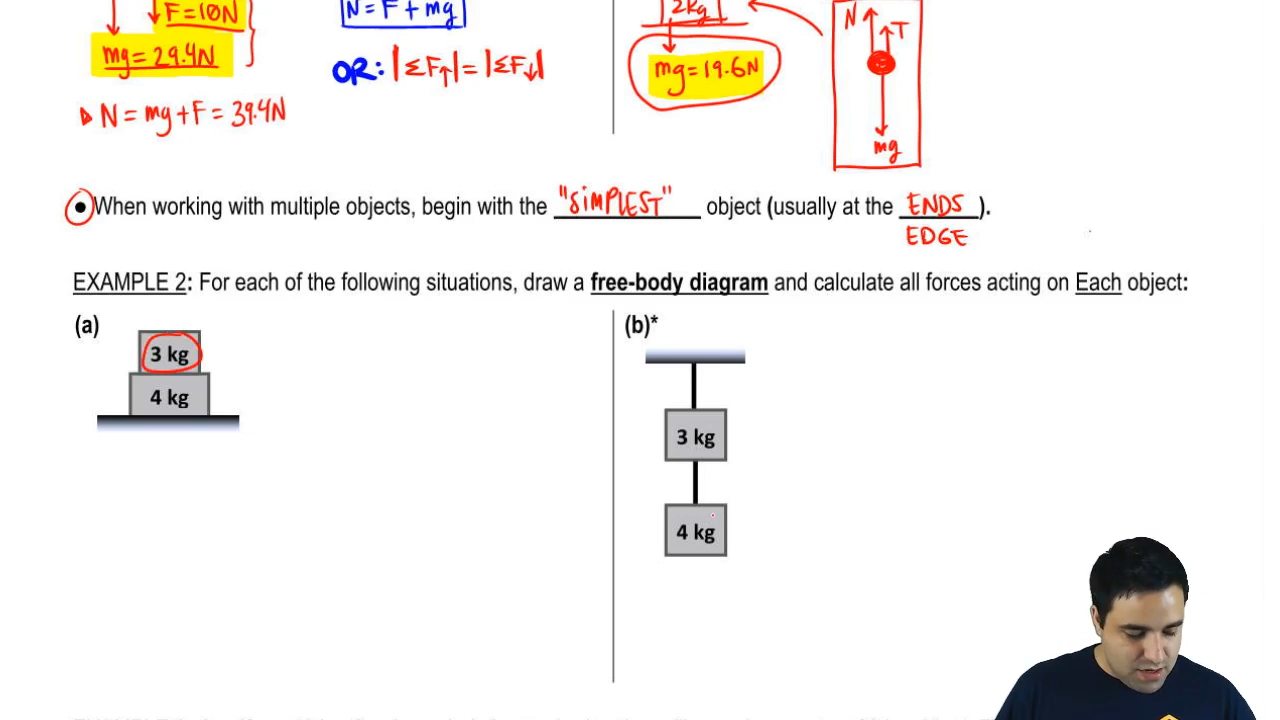 F = 10N
mg = 29.4N
N = mg + F = 39.4N
N = F + mg
OR: |ΣF↑| = |ΣF↓|
2kg
mg = 19.6N
N
T
mg
• When working with multiple objects, begin with the "SiMPLEST" object (usually at the ENDS).
EDGE
EXAMPLE 2: For each of the following situations, draw a free-body diagram and calculate all forces acting on Each object:
(a)
3 kg
4 kg
(b)*
3 kg
4 kg